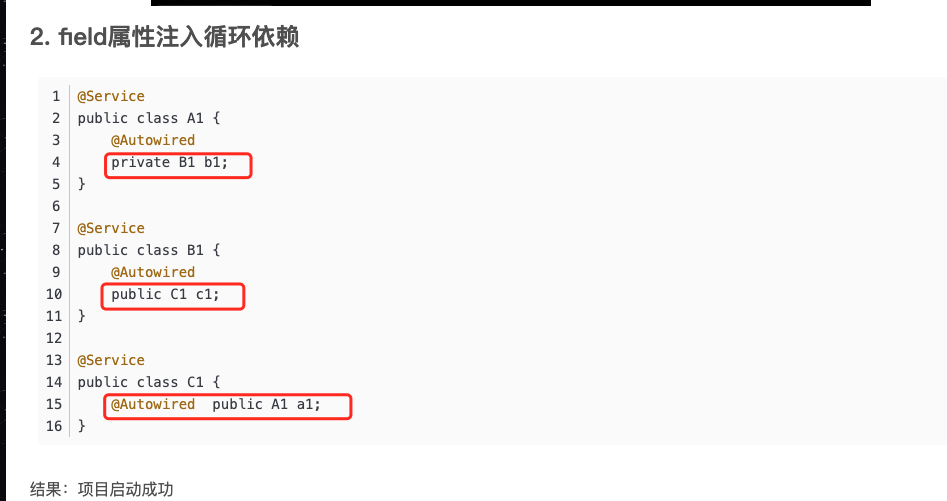 2. field属性注入循环依赖
1 @Service
2 public class A1 {
3 @Autowired
4 private B1 b1;
5 }
6
7 @Service
8 public class B1 {
9 @Autowired
10 public C1 c1;
11 }
12
13 @Service
14 public class C1 {
15 @Autowired  public A1 a1;
16 }
结果：项目启动成功